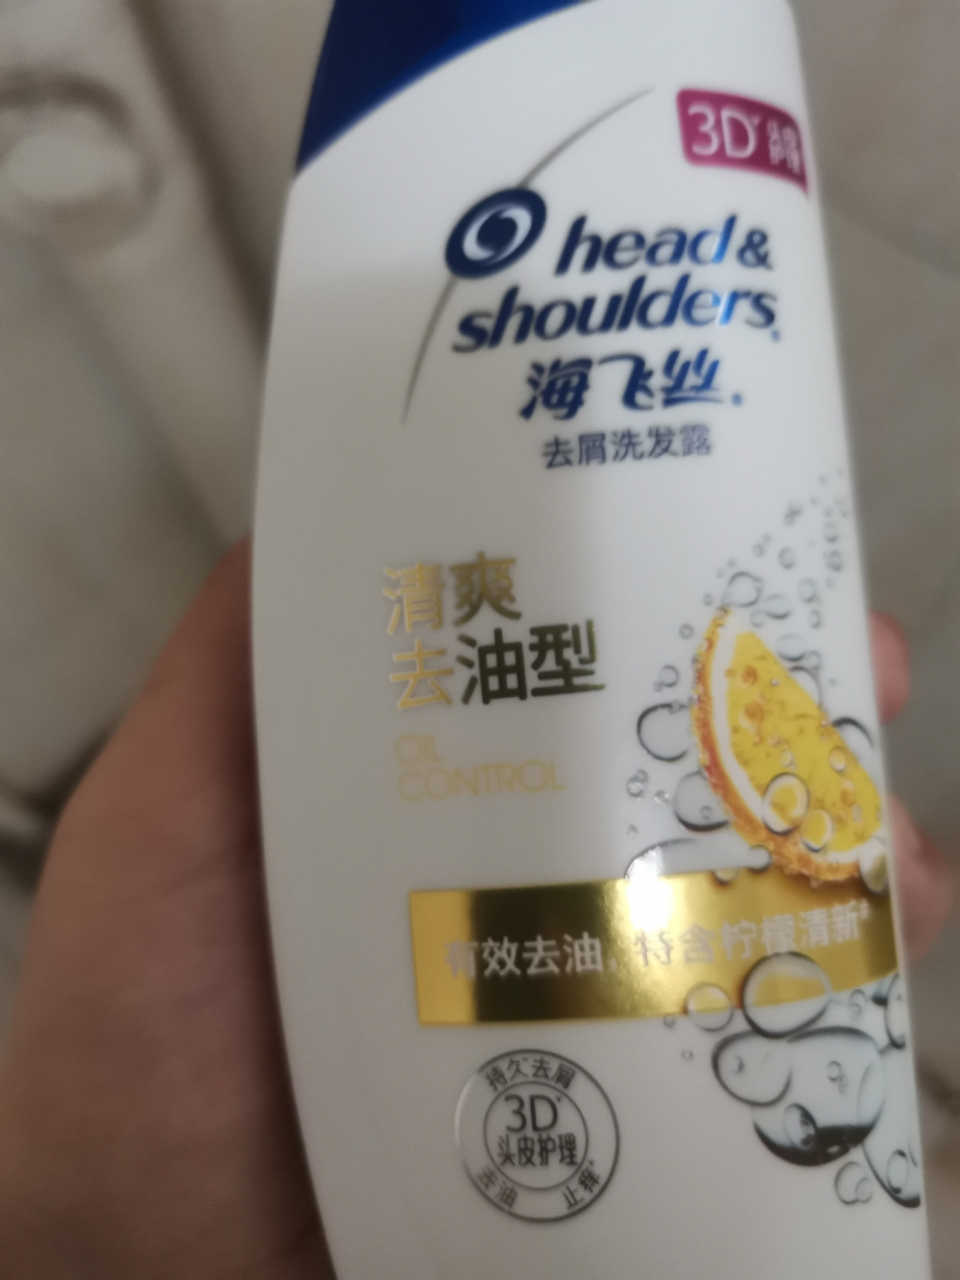 3D
head &
shoulders
海飞丝
去屑洗发露
清爽
去油型
OIL
CONTROL
有效去油，特含柠檬清新
持久去屑
3D
头皮护理
去油
止痒